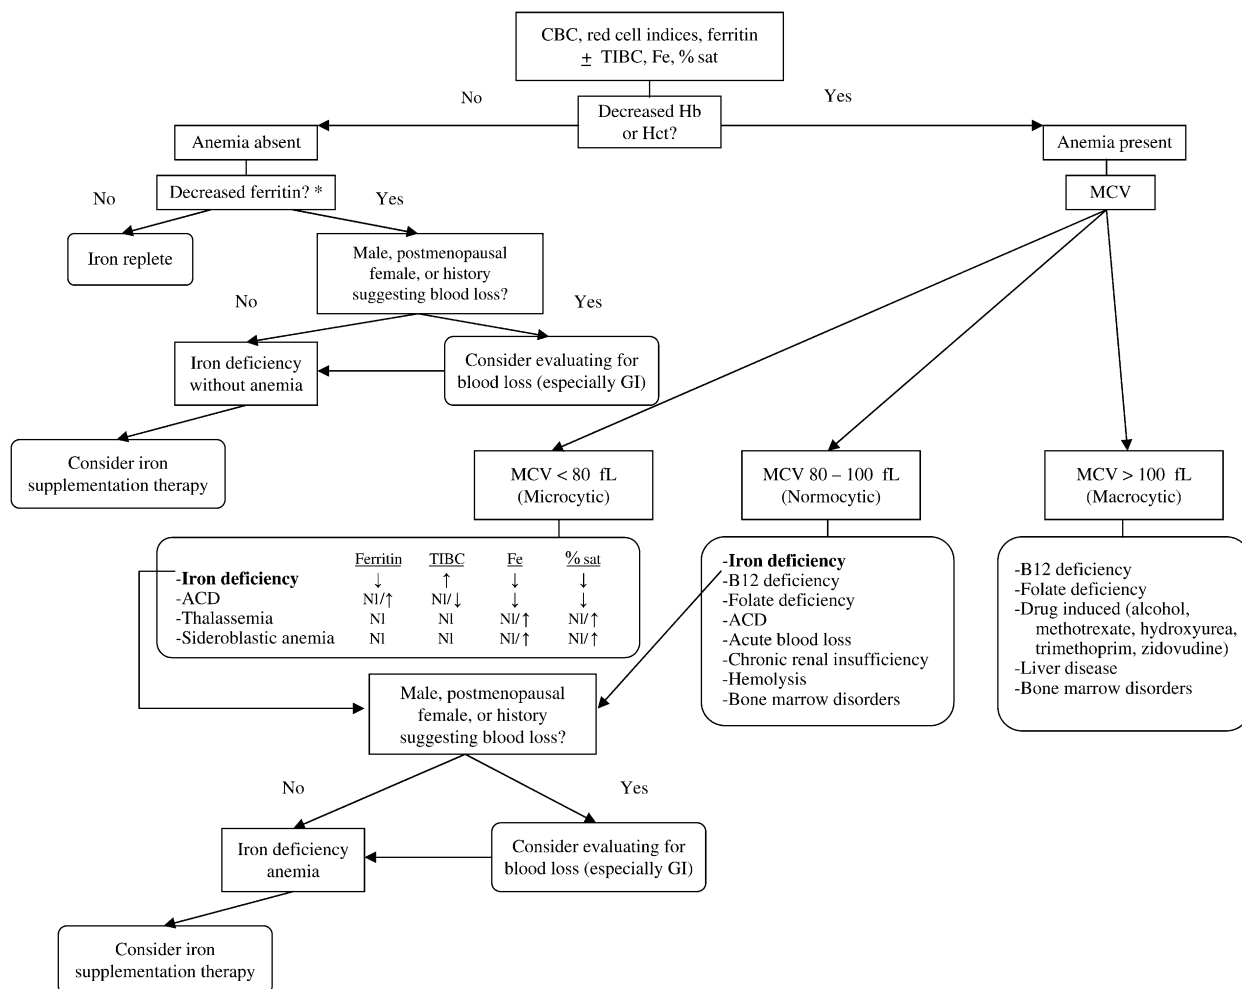 CBC, red cell indices, ferritin
± TIBC, Fe, % sat
No
Yes
Decreased Hb
or Hct?
Anemia absent
Anemia present
Decreased ferritin? *
MCV
No
Yes
Iron replete
Male, postmenopausal
female, or history
suggesting blood loss?
No
Yes
Iron deficiency
without anemia
Consider evaluating for
blood loss (especially GI)
Consider iron
supplementation therapy
MCV < 80 fL
(Microcytic)
MCV 80 – 100 fL
(Normocytic)
MCV > 100 fL
(Macrocytic)
Ferritin TIBC Fe % sat
-Iron deficiency ↓ ↑ ↓ ↓
-ACD Nl/↑ Nl/↓ ↓ ↓
-Thalassemia Nl Nl Nl/↑ Nl/↑
-Sideroblastic anemia Nl Nl Nl/↑ Nl/↑
-Iron deficiency
-B12 deficiency
-Folate deficiency
-ACD
-Acute blood loss
-Chronic renal insufficiency
-Hemolysis
-Bone marrow disorders
-B12 deficiency
-Folate deficiency
-Drug induced (alcohol,
methotrexate, hydroxyurea,
trimethoprim, zidovudine)
-Liver disease
-Bone marrow disorders
Male, postmenopausal
female, or history
suggesting blood loss?
No
Yes
Iron deficiency
anemia
Consider evaluating for
blood loss (especially GI)
Consider iron
supplementation therapy